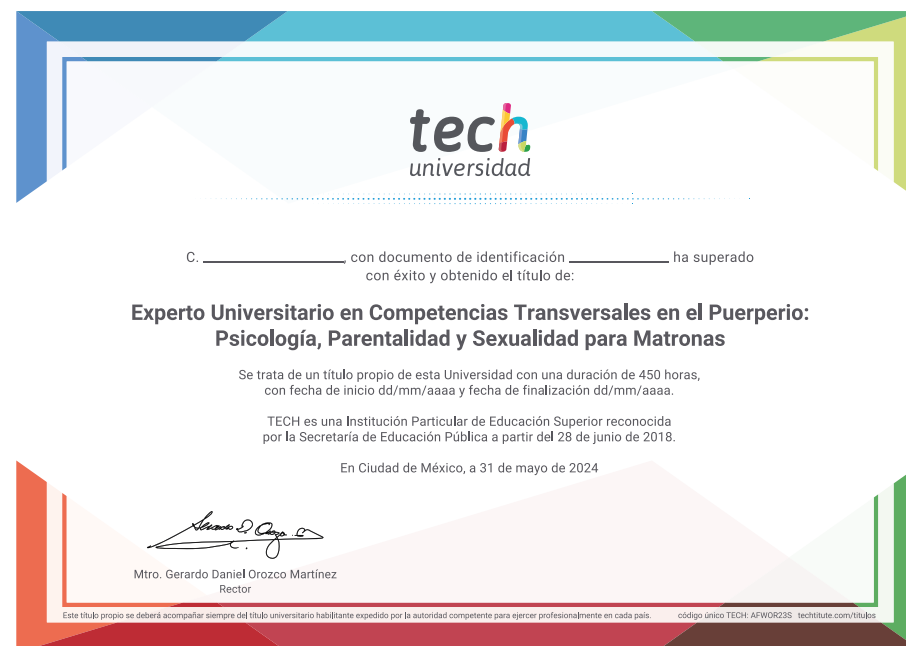 tech
universidad
C. ____________, con documento de identificación ____________ ha superado
con éxito y obtenido el título de:
Experto Universitario en Competencias Transversales en el Puerperio:
Psicología, Parentalidad y Sexualidad para Matronas
Se trata de un título propio de esta Universidad con una duración de 450 horas,
con fecha de inicio dd/mm/aaaa y fecha de finalización dd/mm/aaaa.
TECH es una Institución Particular de Educación Superior reconocida
por la Secretaría de Educación Pública a partir del 28 de junio de 2018.
En Ciudad de México, a 31 de mayo de 2024
Mtro. Gerardo Daniel Orozco Martínez
Rector
Este título propio se deberá acompañar siempre del título universitario habilitante expedido por la autoridad competente para ejercer profesionalmente en cada país. código único TECH: AFWOR23S techtitute.com/titulos